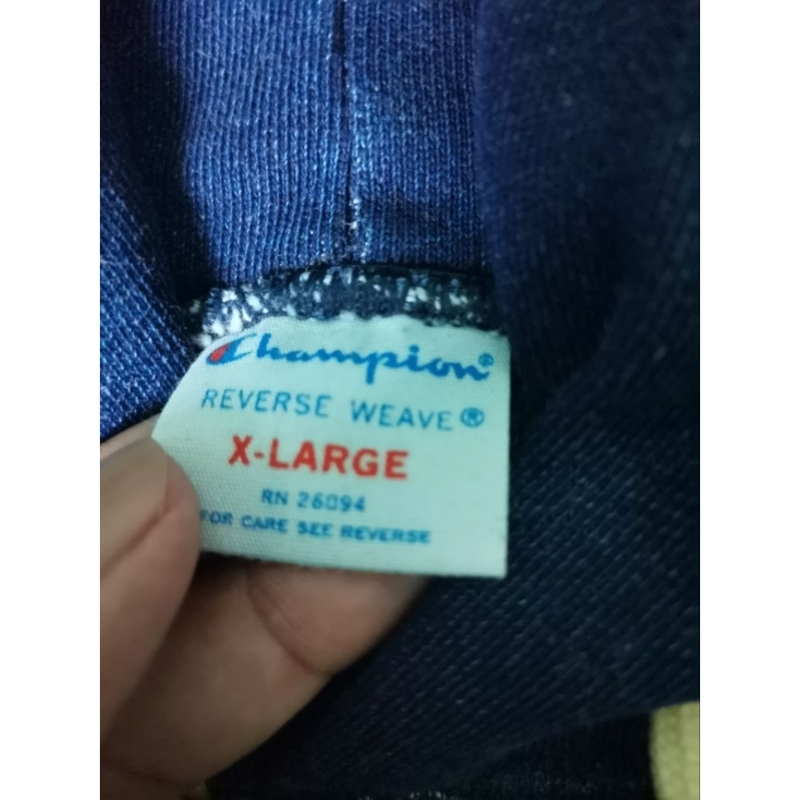 Champion®
REVERSE WEAVE®
X-LARGE
RN 26094
FOR CARE SEE REVERSE